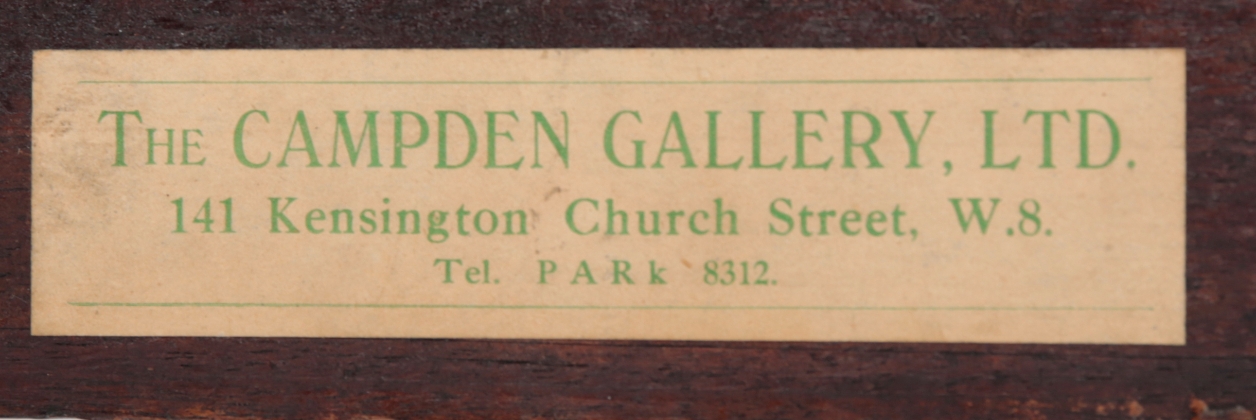 The CAMPDEN GALLERY, LTD.
141 Kensington Church Street, W.8.
Tel. PARk 8312.